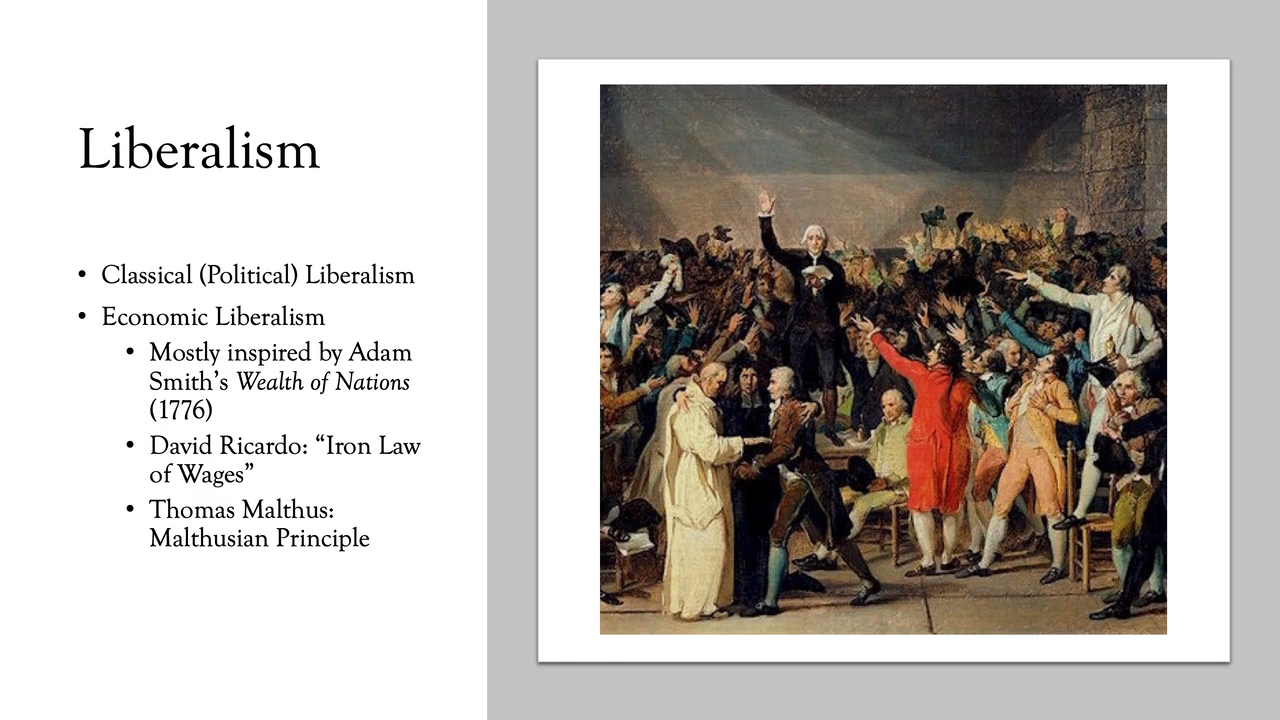 Liberalism
• Classical (Political) Liberalism
• Economic Liberalism
• Mostly inspired by Adam
Smith’s Wealth of Nations
(1776)
• David Ricardo: “Iron Law
of Wages”
• Thomas Malthus:
Malthusian Principle